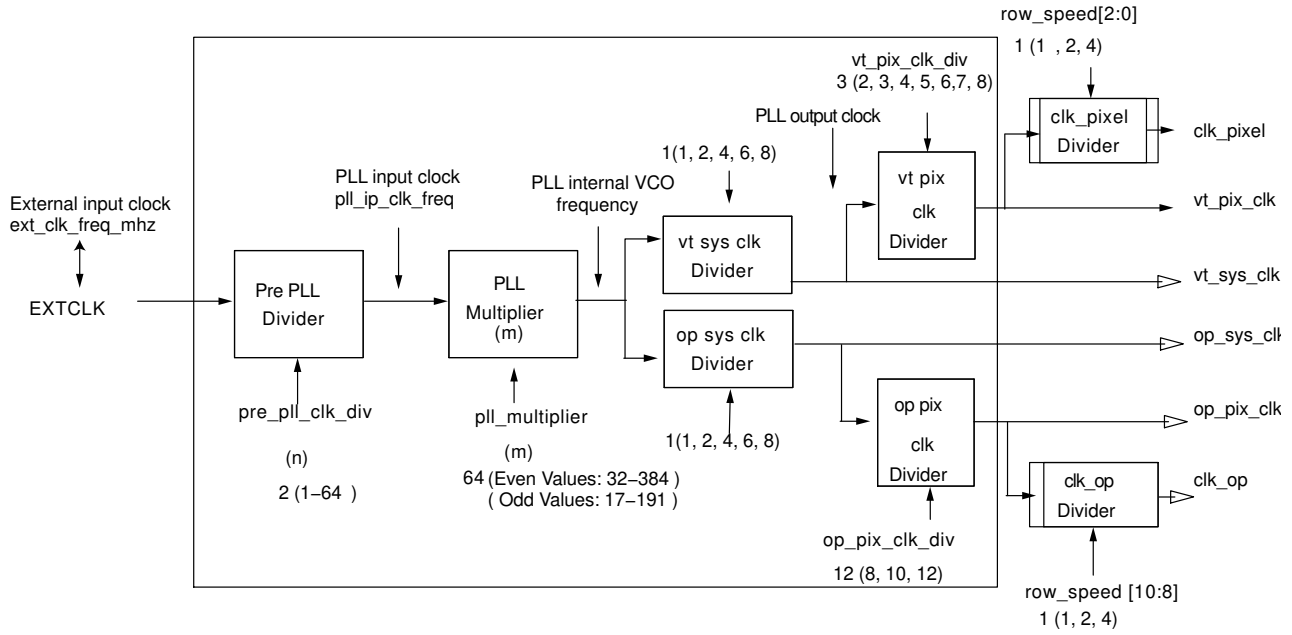 row_speed[2:0]
1 (1 , 2, 4)
vt_pix_clk_div
3 (2, 3, 4, 5, 6,7, 8)
PLL output clock
clk_pixel
Divider
clk_pixel
1(1, 2, 4, 6, 8)
vt pix
clk
Divider
vt_pix_clk
PLL input clock
pll_ip_clk_freq
PLL internal VCO
frequency
External input clock
ext_clk_freq_mhz
vt sys clk
Divider
vt_sys_clk
EXTCLK
Pre PLL
Divider
PLL
Multiplier
(m)
op sys clk
Divider
op_sys_clk
pre_pll_clk_div
(n)
2 (1–64 )
pll_multiplier
(m)
64 (Even Values: 32–384)
( Odd Values: 17–191 )
1(1, 2, 4, 6, 8)
op pix
clk
Divider
op_pix_clk
clk_op
Divider
clk_op
op_pix_clk_div
12 (8, 10, 12)
row_speed [10:8]
1 (1, 2, 4)